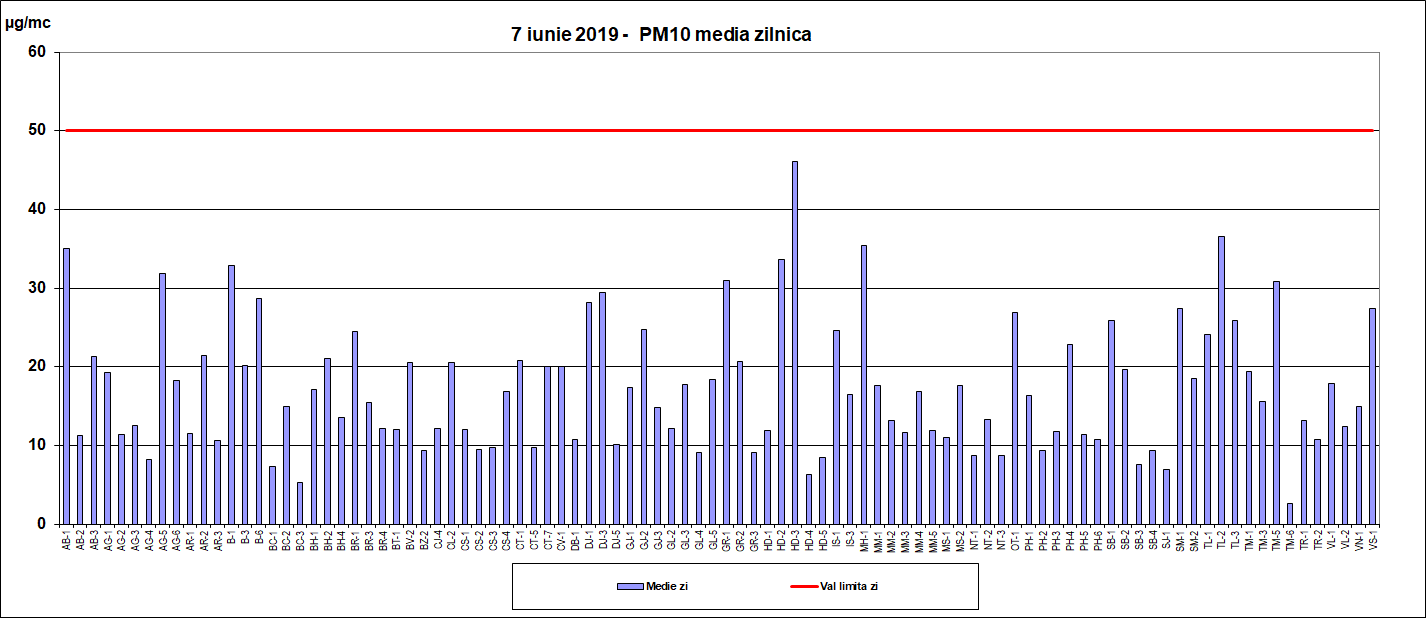 µg/mc
7 iunie 2019 - PM10 media zilnica
60
50
40
30
20
10
0
AB-1 AB-2 AB-3 AG-1 AG-2 AG-3 AG-4 AG-5 AG-6 AR-1 AR-2 AR-3 B-1 B-3 B-6 BC-1 BC-2 BC-3 BH-1 BH-2 BH-4 BR-1 BR-3 BR-4 BT-1 BV-2 BZ-2 CJ-4 CL-2 CS-1 CS-2 CS-3 CS-4 CT-1 CT-5 CT-7 CV-1 DB-1 DJ-1 DJ-3 DJ-5 GJ-1 GJ-2 GJ-3 GL-2 GL-3 GL-4 GL-5 GR-1 GR-2 GR-3 HD-1 HD-2 HD-3 HD-4 HD-5 IS-1 IS-3 MH-1 MM-1 MM-2 MM-3 MM-4 MM-5 MS-1 MS-2 NT-1 NT-2 NT-3 OT-1 PH-1 PH-2 PH-3 PH-4 PH-5 PH-6 SB-1 SB-2 SB-3 SB-4 SJ-1 SM-1 SM-2 TL-1 TL-2 TL-3 TM-1 TM-3 TM-5 TM-6 TR-1 TR-2 VL-1 VL-2 VN-1 VS-1
Medie zi
Val limita zi